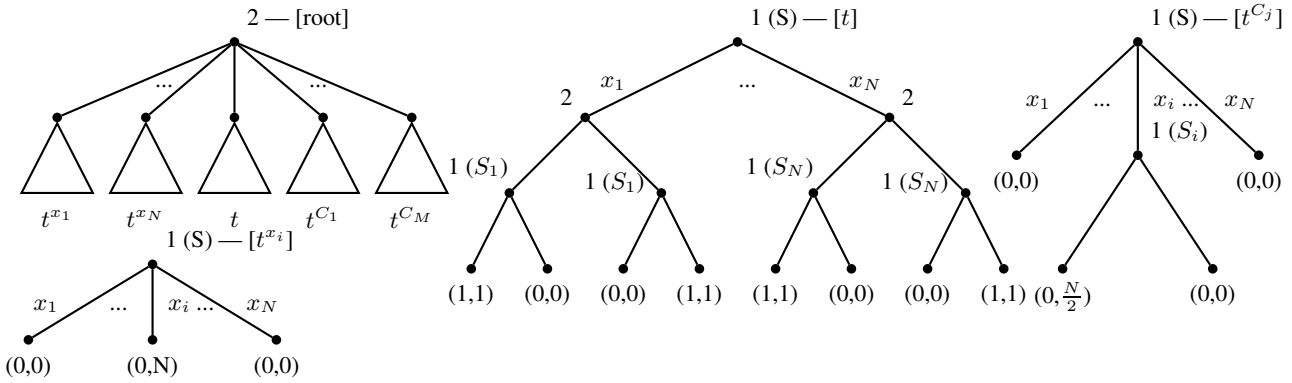 2 — [root]
... ...
$t^{x_1}$ $t^{x_N}$ $t$ $t^{C_1}$ $t^{C_M}$
1 (S) — [$t^{x_i}$]
$x_1$ ... $x_i$ ... $x_N$
(0,0) (0,N) (0,0)
1 (S) — [$t$]
$x_1$ ... $x_N$
2 2
1 ($S_1$) 1 ($S_1$) 1 ($S_N$) 1 ($S_N$)
(1,1) (0,0) (0,0) (1,1) (1,1) (0,0) (0,0) (1,1)
1 (S) — [$t^{C_j}$]
$x_1$ ... $x_i$ ... $x_N$
1 ($S_i$)
(0,0) (0,0)
(0,$\frac{N}{2}$) (0,0)